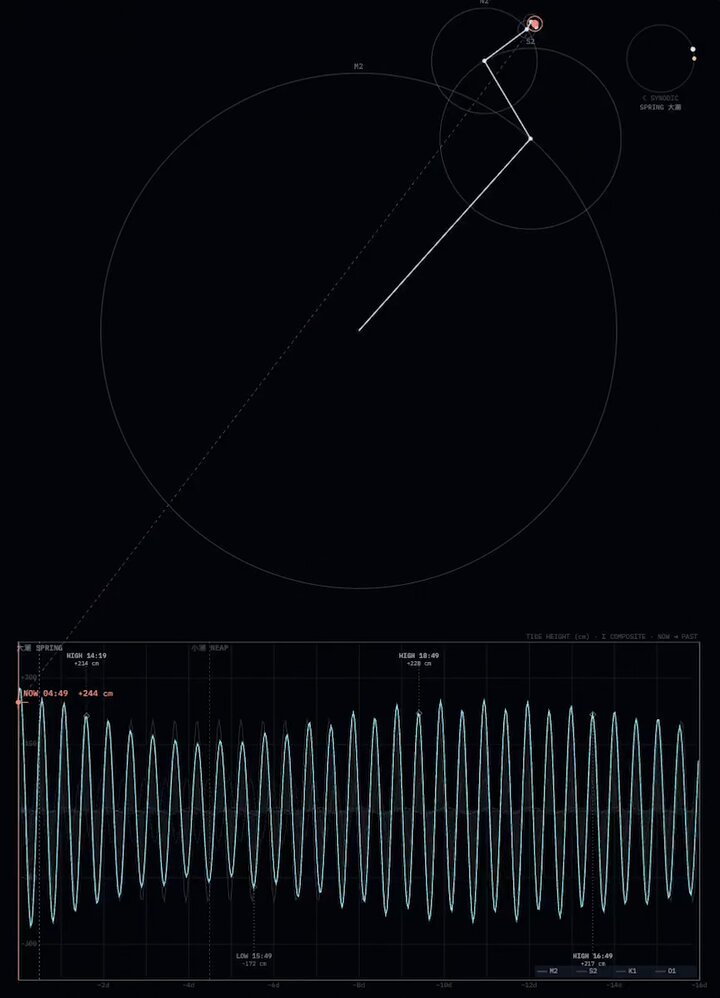 N2
S2
M2
☾ SYNODIC
SPRING 大潮
TIDE HEIGHT (cm) · Σ COMPOSITE · NOW ◄ PAST
大潮 SPRING
小潮 NEAP
HIGH 14:19
+214 cm
HIGH 18:49
+228 cm
+300
NOW 04:49 +244 cm
-300
LOW 15:49
-172 cm
HIGH 16:49
+217 cm
M2
S2
K1
O1
-2d
-4d
-6d
-8d
-10d
-12d
-14d
-16d